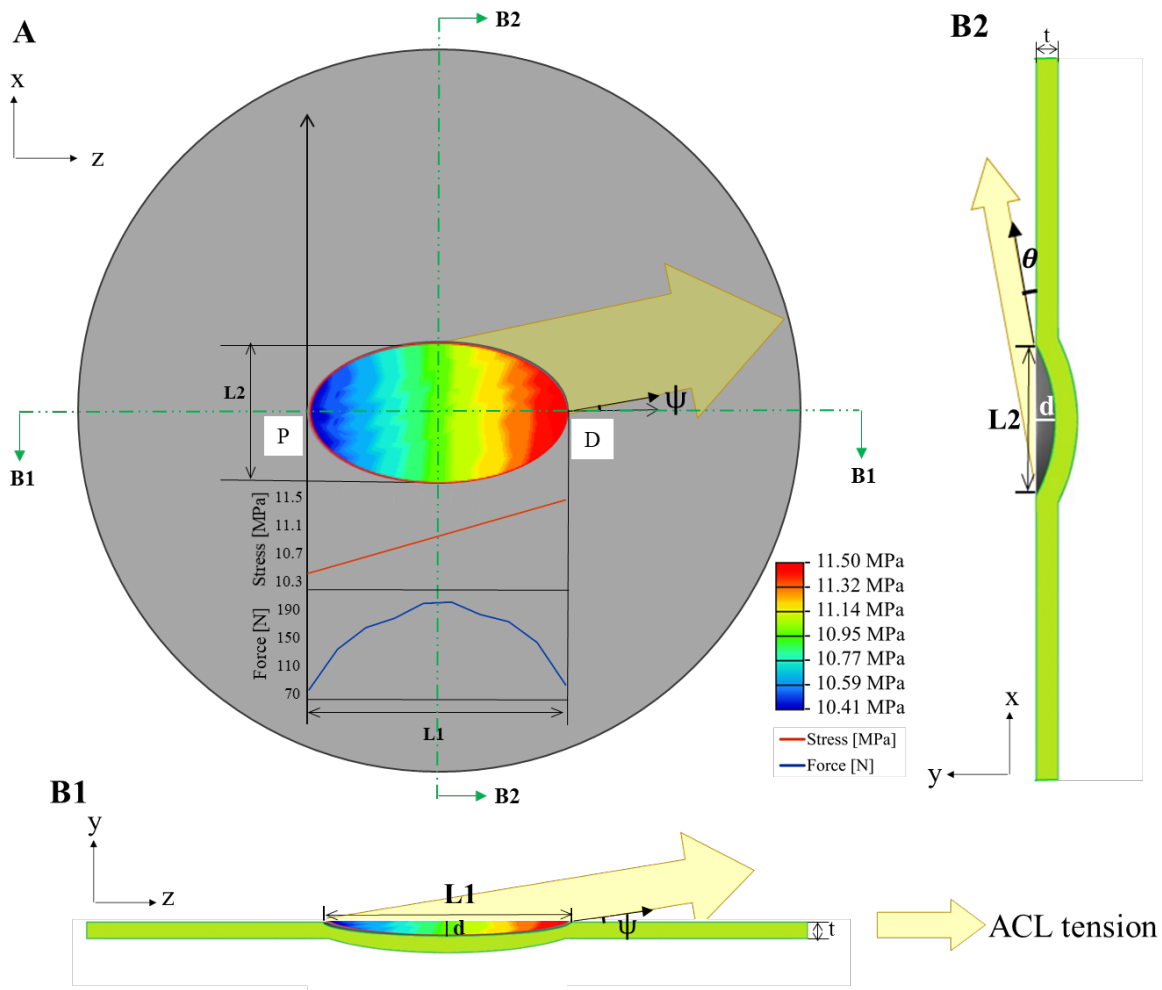 A
B2
B2
x
z
t
θ
L2
P
D
ψ
L2
d
B1
B1
Stress [MPa]
11.5
11.1
10.7
10.3
Force [N]
190
150
110
70
L1
11.50 MPa
11.32 MPa
11.14 MPa
10.95 MPa
10.77 MPa
10.59 MPa
10.41 MPa
Stress [MPa]
Force [N]
x
y
B2
B1
y
z
L1
d
ψ
t
ACL tension